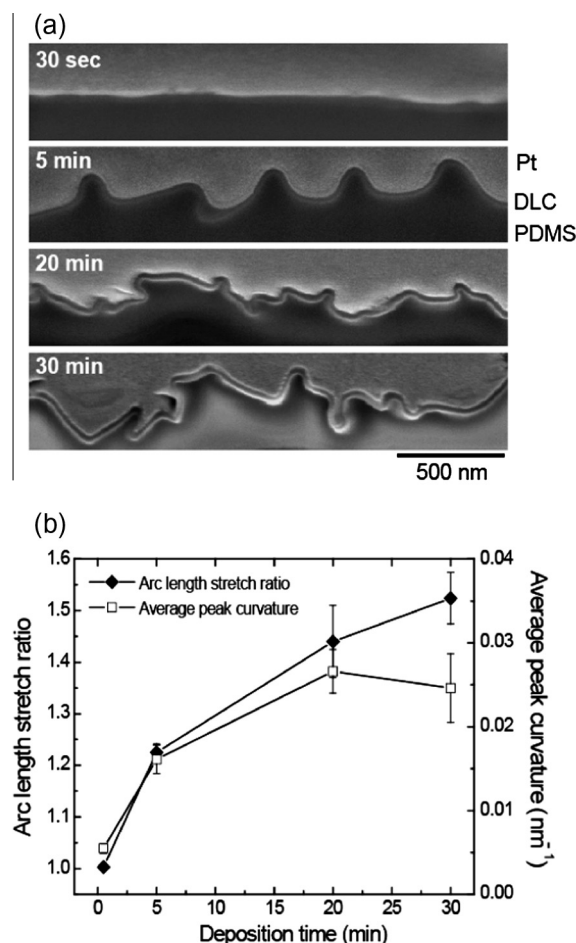 (a)
30 sec
5 min
Pt
DLC
PDMS
20 min
30 min
500 nm
(b)
1.6
1.5
1.4
1.3
1.2
1.1
1.0
Arc length stretch ratio
Arc length stretch ratio
Average peak curvature
0.04
0.03
0.02
0.01
0.00
Average peak curvature (nm⁻¹)
0 5 10 15 20 25 30
Deposition time (min)